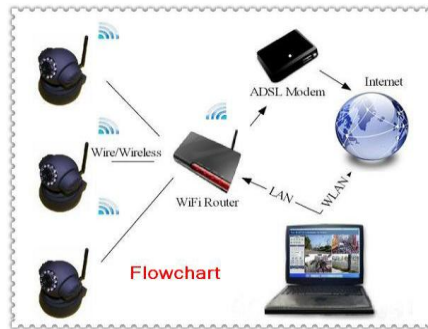 Internet
ADSL Modem
Wire/Wireless
WiFi Router
LAN
WLAN
Flowchart